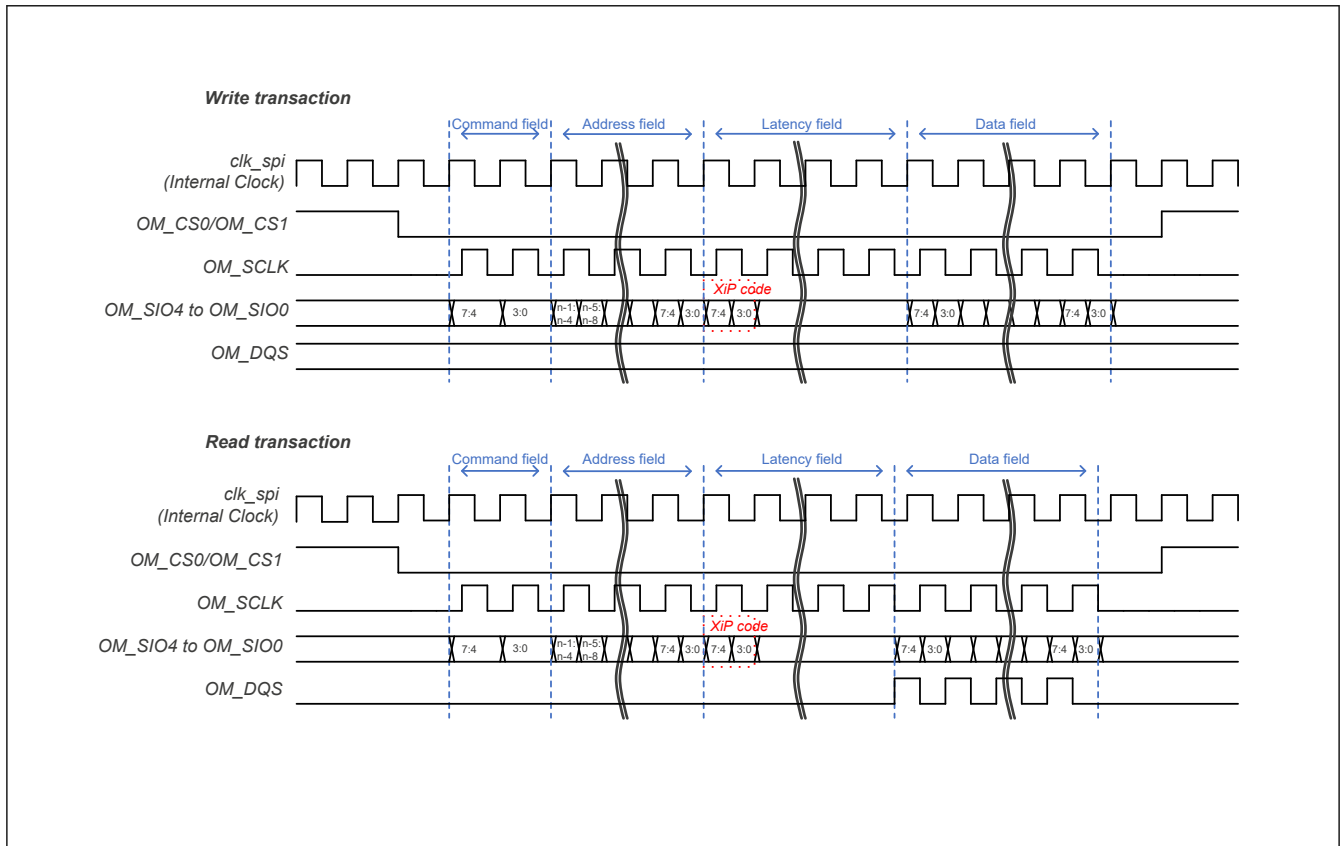 Write transaction
Command field Address field Latency field Data field
clk_spi
(Internal Clock)
OM_CS0/OM_CS1
OM_SCLK
XiP code
OM_SIO4 to OM_SIO0 7:4 3:0 n-1: n-5: 7:4 3:0 7:4 3:0 7:4 3:0 7:4 3:0
n-4 n-8
OM_DQS
Read transaction
Command field Address field Latency field Data field
clk_spi
(Internal Clock)
OM_CS0/OM_CS1
OM_SCLK
XiP code
OM_SIO4 to OM_SIO0 7:4 3:0 n-1: n-5: 7:4 3:0 7:4 3:0 7:4 3:0 7:4 3:0
n-4 n-8
OM_DQS